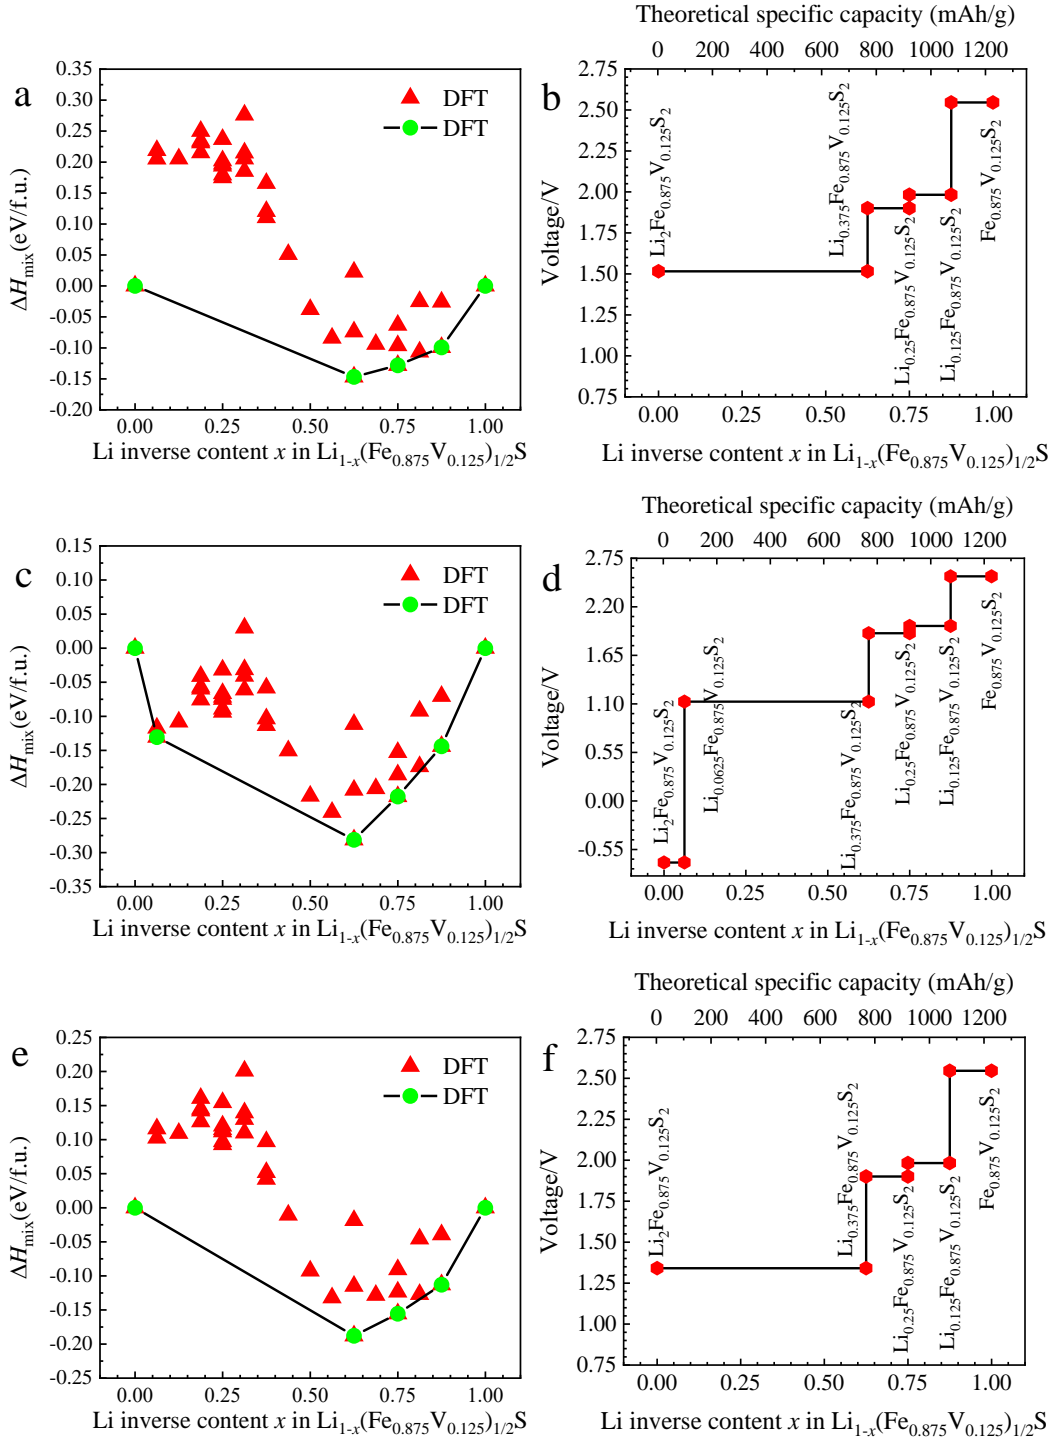 a
0.35
0.30
0.25
0.20
0.15
0.10
0.05
0.00
-0.05
-0.10
-0.15
-0.20
ΔHmix(eV/f.u.)
DFT
DFT
0.00 0.25 0.50 0.75 1.00
Li inverse content x in Li1-x(Fe0.875V0.125)1/2S
Theoretical specific capacity (mAh/g)
0 200 400 600 800 1000 1200
b
2.75
2.50
2.25
2.00
1.75
1.50
1.25
1.00
0.75
Voltage/V
Li2Fe0.875V0.125S2
Li0.375Fe0.875V0.125S2
Li0.25Fe0.875V0.125S2
Li0.125Fe0.875V0.125S2
Fe0.875V0.125S2
0.00 0.25 0.50 0.75 1.00
Li inverse content x in Li1-x(Fe0.875V0.125)1/2S
c
0.15
0.10
0.05
0.00
-0.05
-0.10
-0.15
-0.20
-0.25
-0.30
-0.35
ΔHmix(eV/f.u.)
DFT
DFT
0.00 0.25 0.50 0.75 1.00
Li inverse content x in Li1-x(Fe0.875V0.125)1/2S
Theoretical specific capacity (mAh/g)
0 200 400 600 800 1000 1200
d
2.75
2.20
1.65
1.10
0.55
0.00
-0.55
Voltage/V
Li2Fe0.875V0.125S2
Li0.0625Fe0.875V0.125S2
Li0.375Fe0.875V0.125S2
Li0.25Fe0.875V0.125S2
Li0.125Fe0.875V0.125S2
Fe0.875V0.125S2
0.00 0.25 0.50 0.75 1.00
Li inverse content x in Li1-x(Fe0.875V0.125)1/2S
e
0.25
0.20
0.15
0.10
0.05
0.00
-0.05
-0.10
-0.15
-0.20
-0.25
ΔHmix(eV/f.u.)
DFT
DFT
0.00 0.25 0.50 0.75 1.00
Li inverse content x in Li1-x(Fe0.875V0.125)1/2S
Theoretical specific capacity (mAh/g)
0 200 400 600 800 1000 1200
f
2.75
2.50
2.25
2.00
1.75
1.50
1.25
1.00
0.75
Voltage/V
Li2Fe0.875V0.125S2
Li0.375Fe0.875V0.125S2
Li0.25Fe0.875V0.125S2
Li0.125Fe0.875V0.125S2
Fe0.875V0.125S2
0.00 0.25 0.50 0.75 1.00
Li inverse content x in Li1-x(Fe0.875V0.125)1/2S